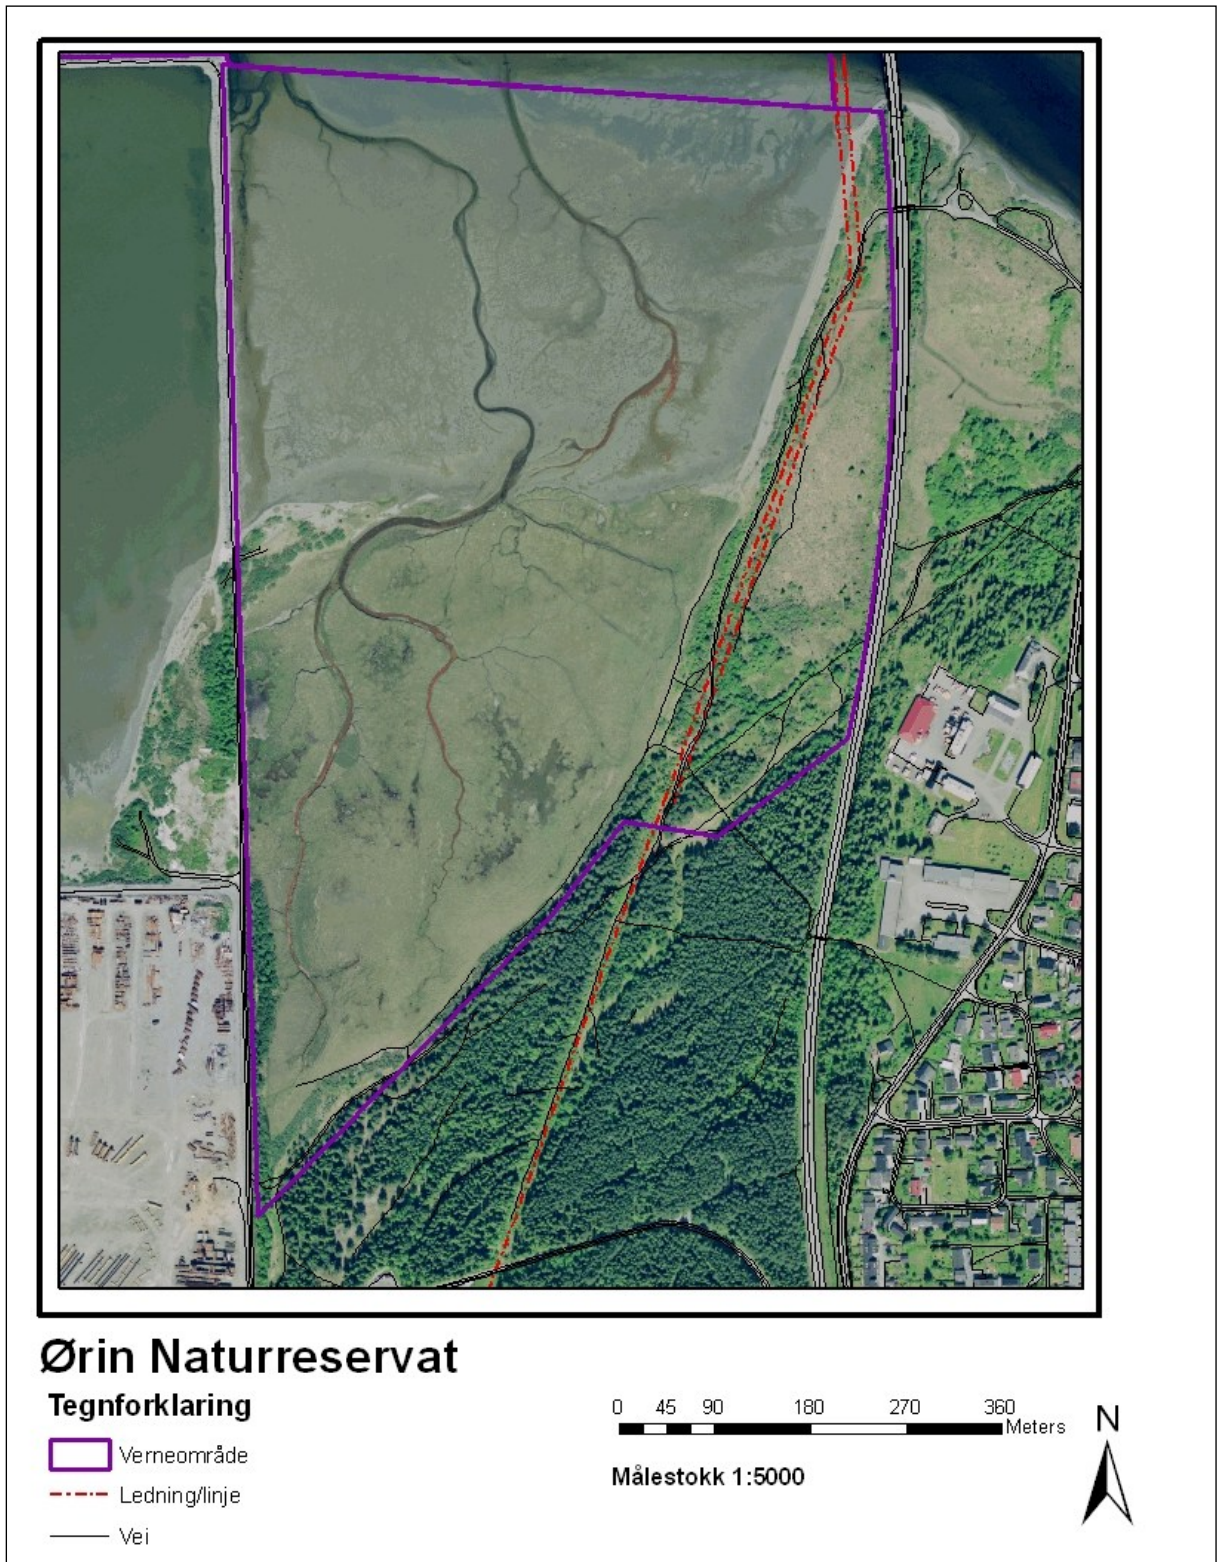 Ørin Naturreservat
Tegnforklaring
Verneområde
Ledning/linje
Vei
0 45 90 180 270 360
Meters
Målestokk 1:5000
N